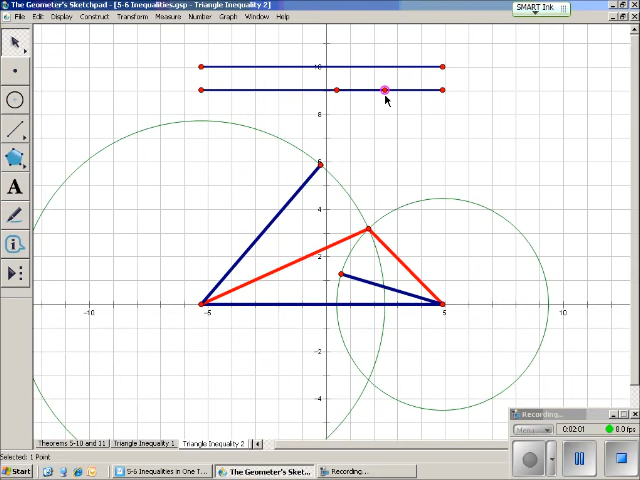 The Geometer's Sketchpad - [5-6 Inequalities.gsp - Triangle Inequality 2]
SMART Ink
File Edit Display Construct Transform Measure Number Graph Window Help
10
8
6
4
2
-10 -5 5 10
-2
-4
Recording...
Menu
0:02:01 8.0 fps
Theorems 5-10 and 11 Triangle Inequality 1 Triangle Inequality 2
Selected: 1 Point
Start 5-6 Inequalities in One T... The Geometer's Sket... Recording...